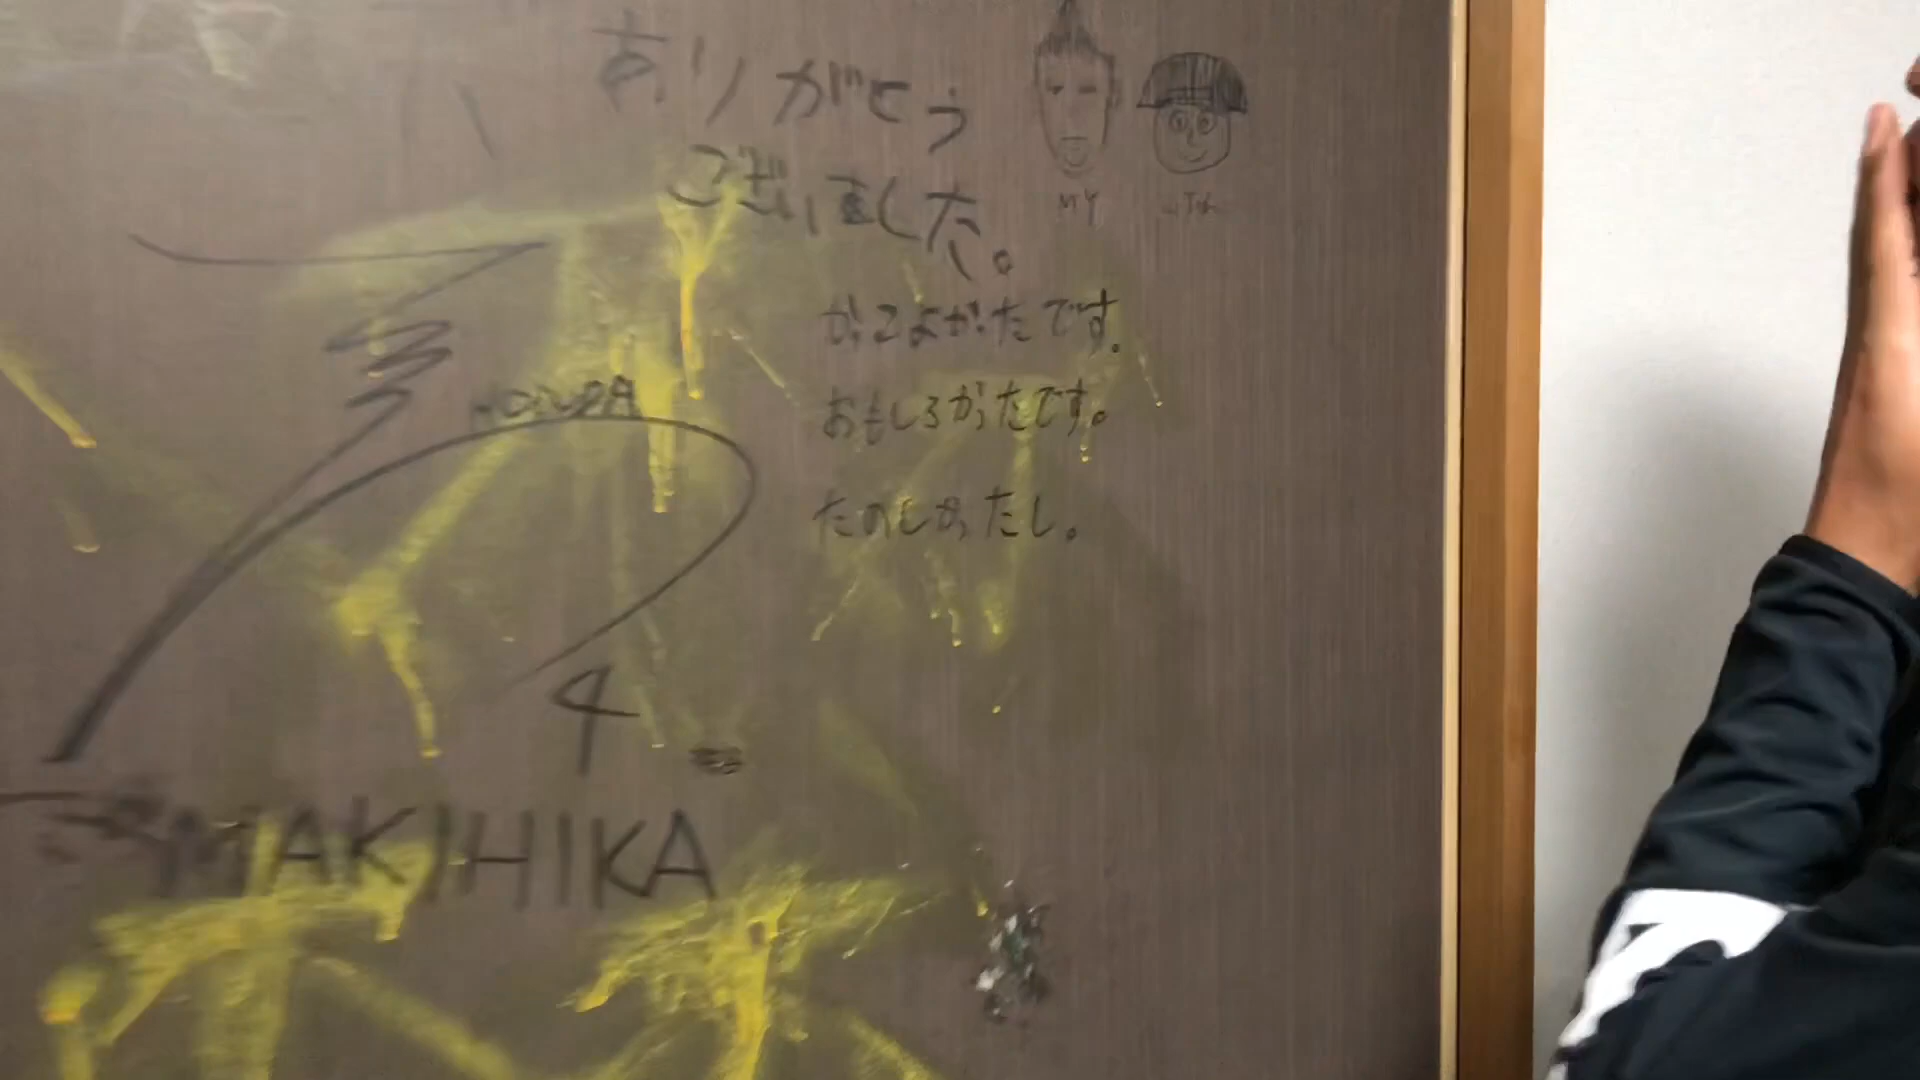 ありがとう
ございました。
MY
かっこよかったです。
おもしろかったです。
たのしかったし。
HONDA
4
MAKIHIKA